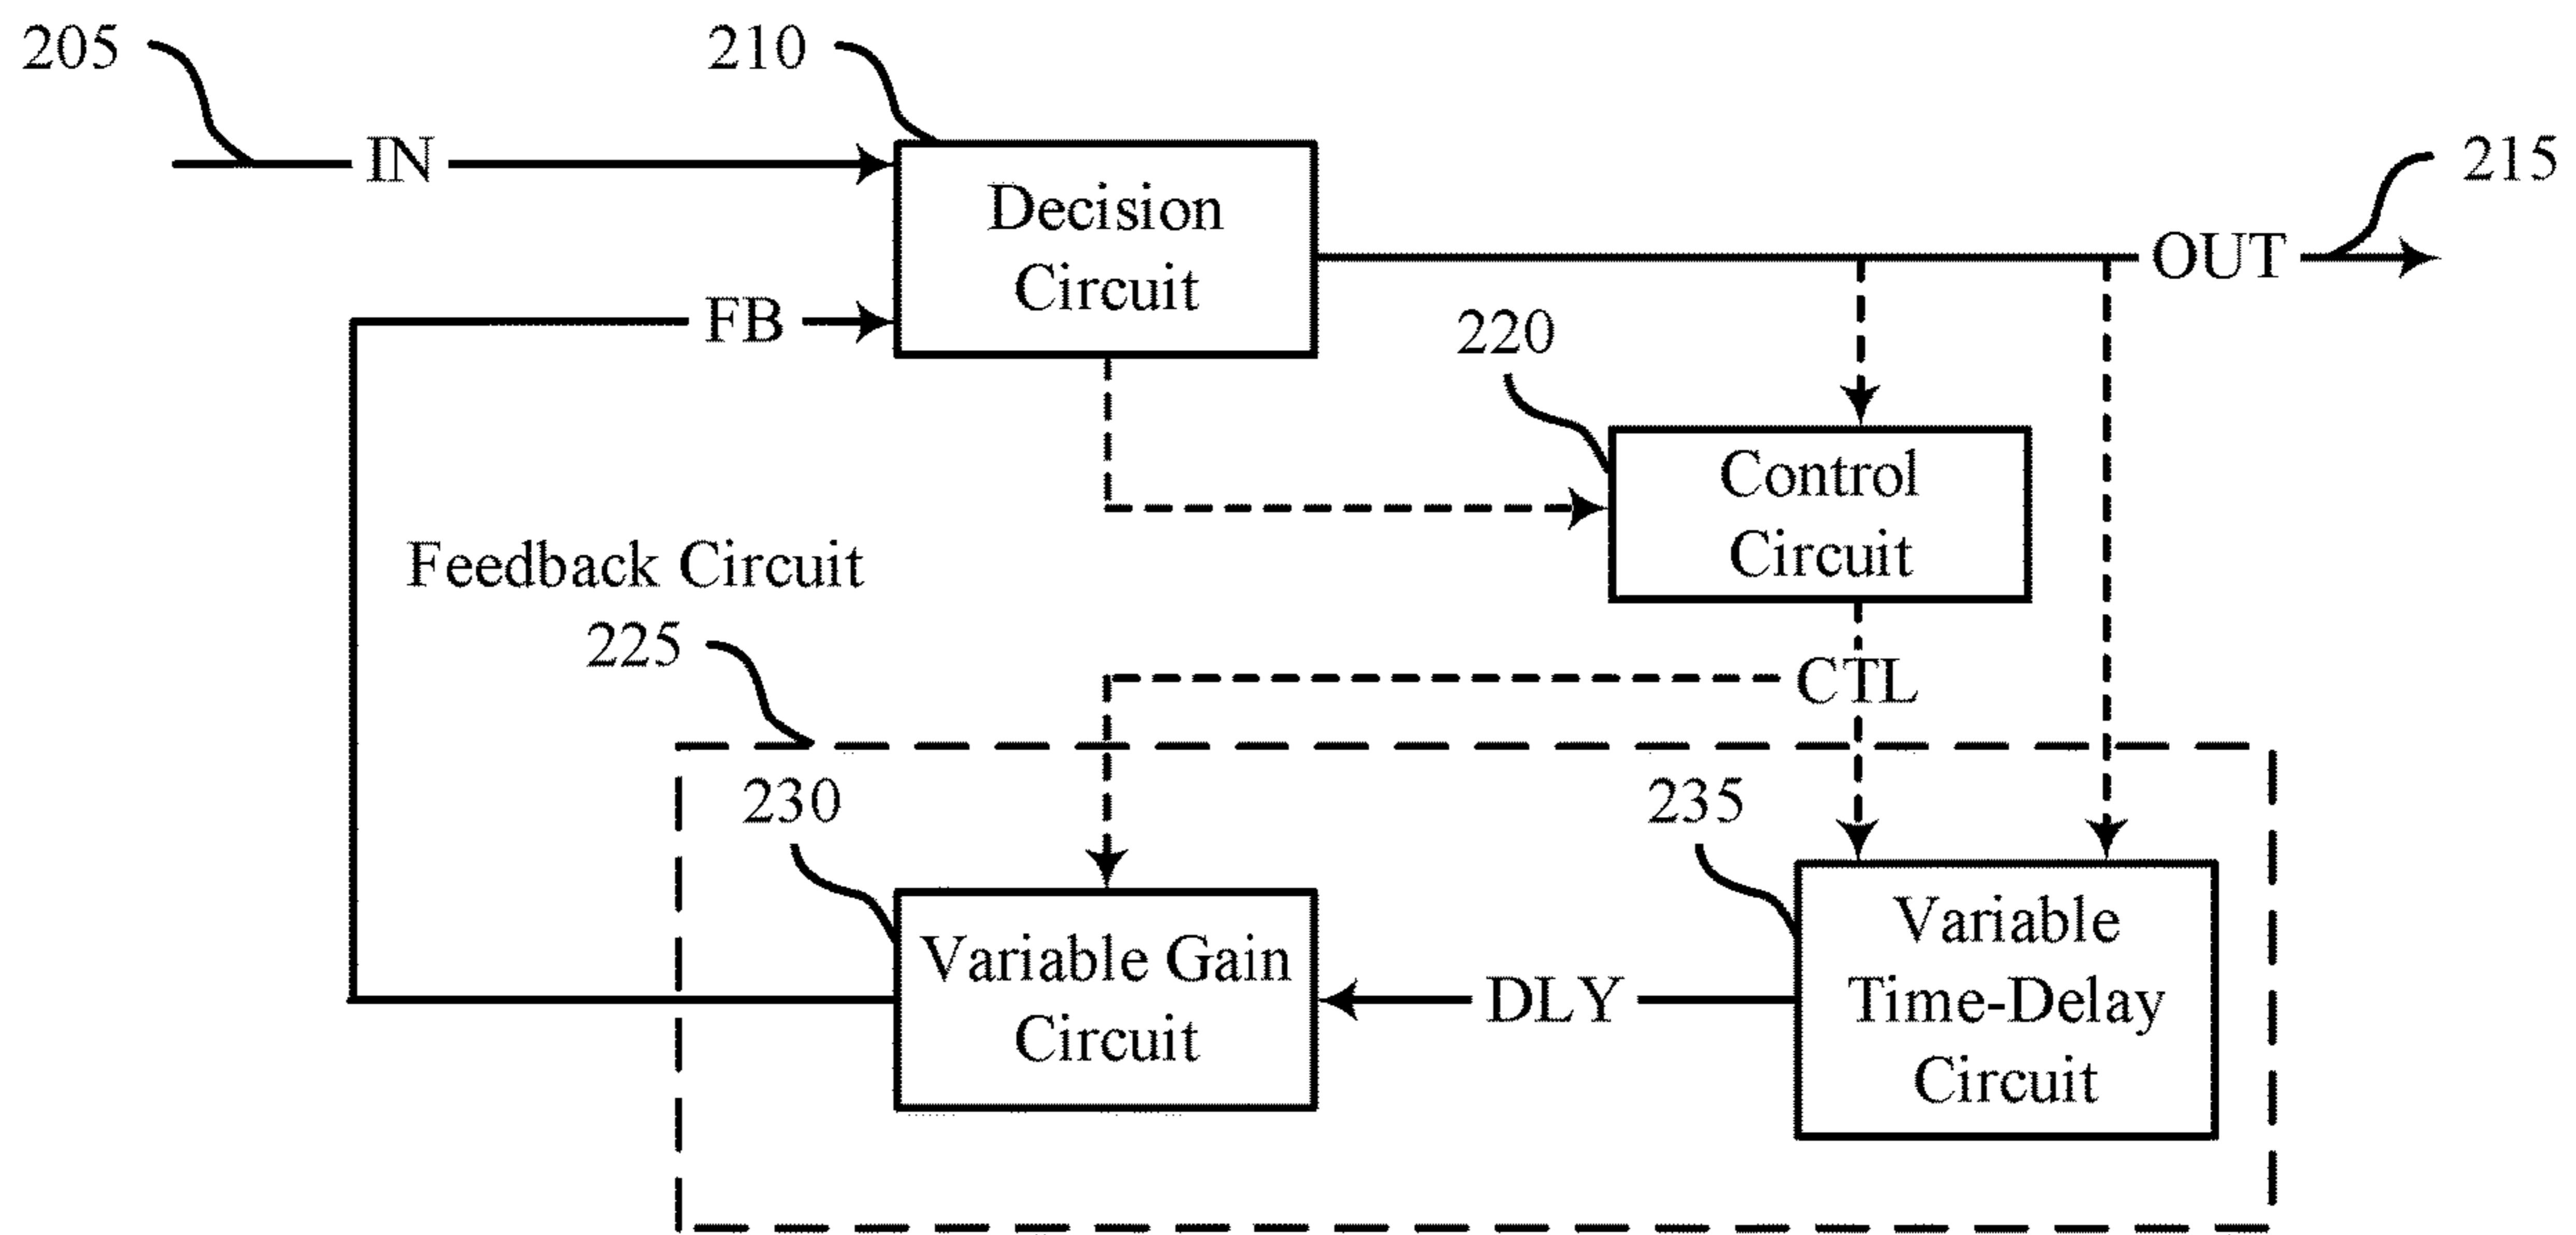 205
210
IN
215
Decision
Circuit
OUT
FB
220
Control
Circuit
Feedback Circuit
225
CTL
230
235
Variable Gain
Circuit
DLY
Variable
Time-Delay
Circuit